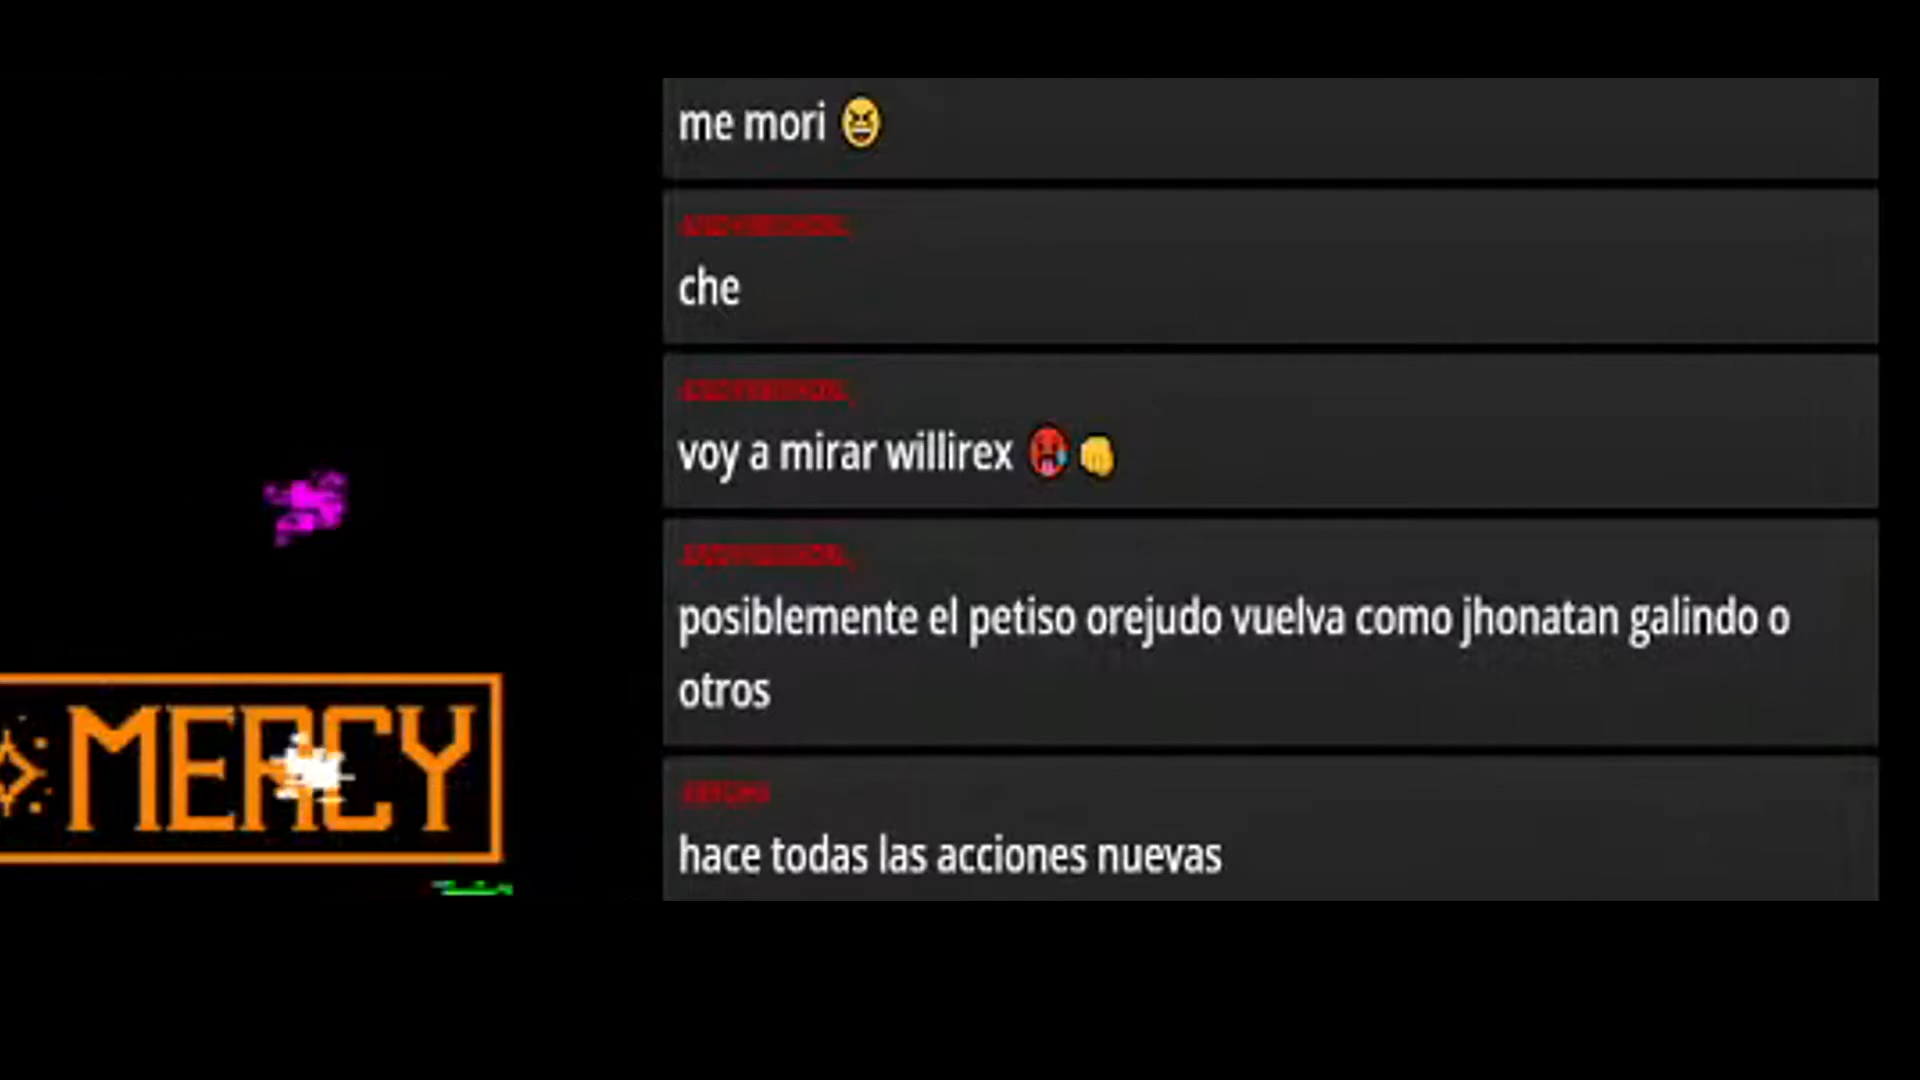 me mori 😆
che
voy a mirar willirex 🥵👊
posiblemente el petiso orejudo vuelva como jhonatan galindo o
otros
hace todas las acciones nuevas
MERCY